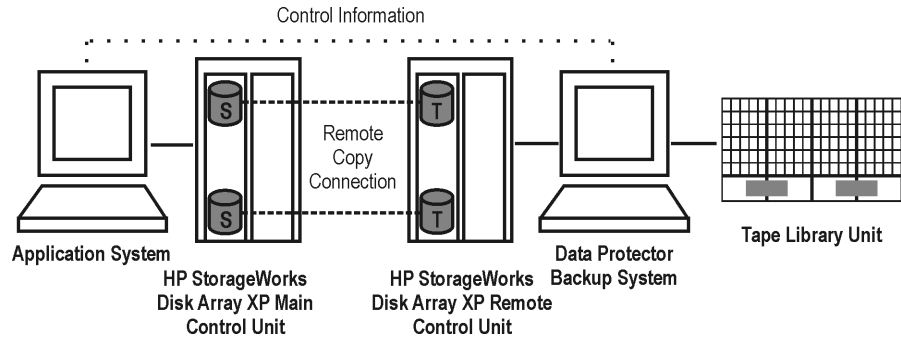 Control Information
S
T
Remote
Copy
Connection
S
T
Application System
HP StorageWorks
Disk Array XP Main
Control Unit
HP StorageWorks
Disk Array XP Remote
Control Unit
Data Protector
Backup System
Tape Library Unit